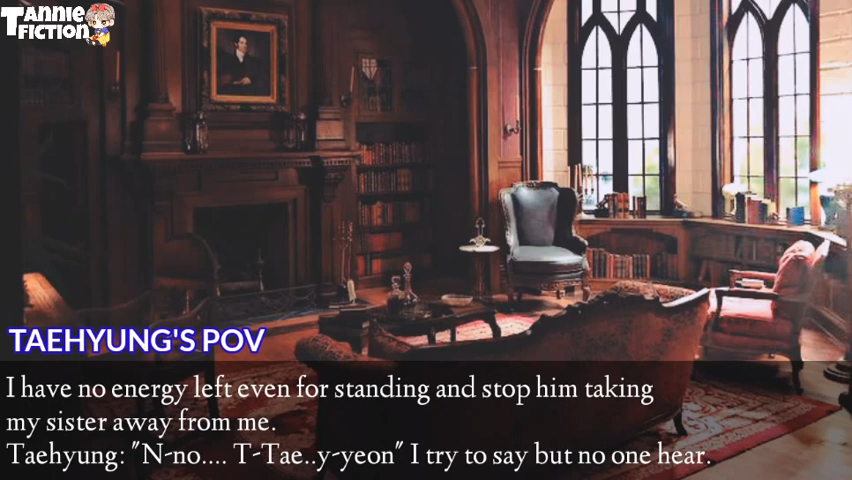 TANNIE
FICTION
TAEHYUNG'S POV
I have no energy left even for standing and stop him taking
my sister away from me.
Taehyung: "N-no.... T-Tae..y-yeon" I try to say but no one hear.